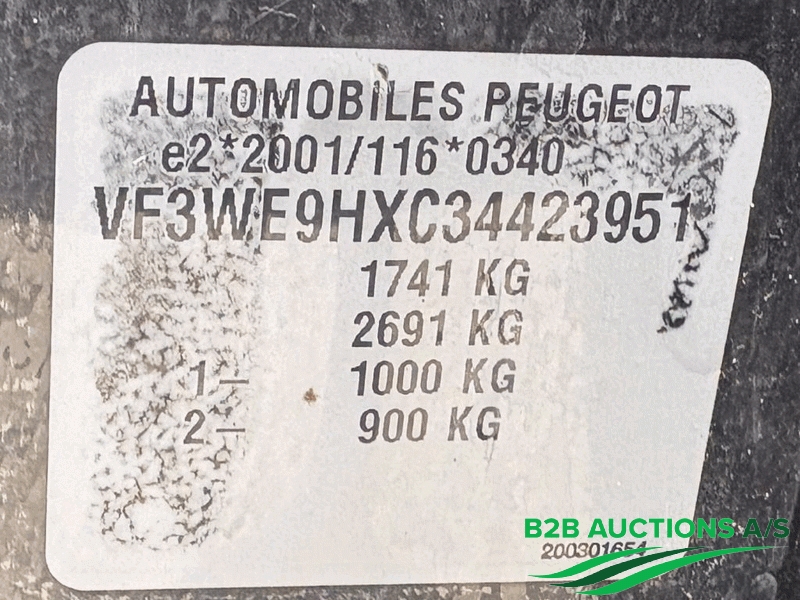 AUTOMOBILES PEUGEOT
e2*2001/116*0340
VF3WE9HXC34423951
1741 KG
2691 KG
1— 1000 KG
2— 900 KG
B2B AUCTIONS A/S
200301654